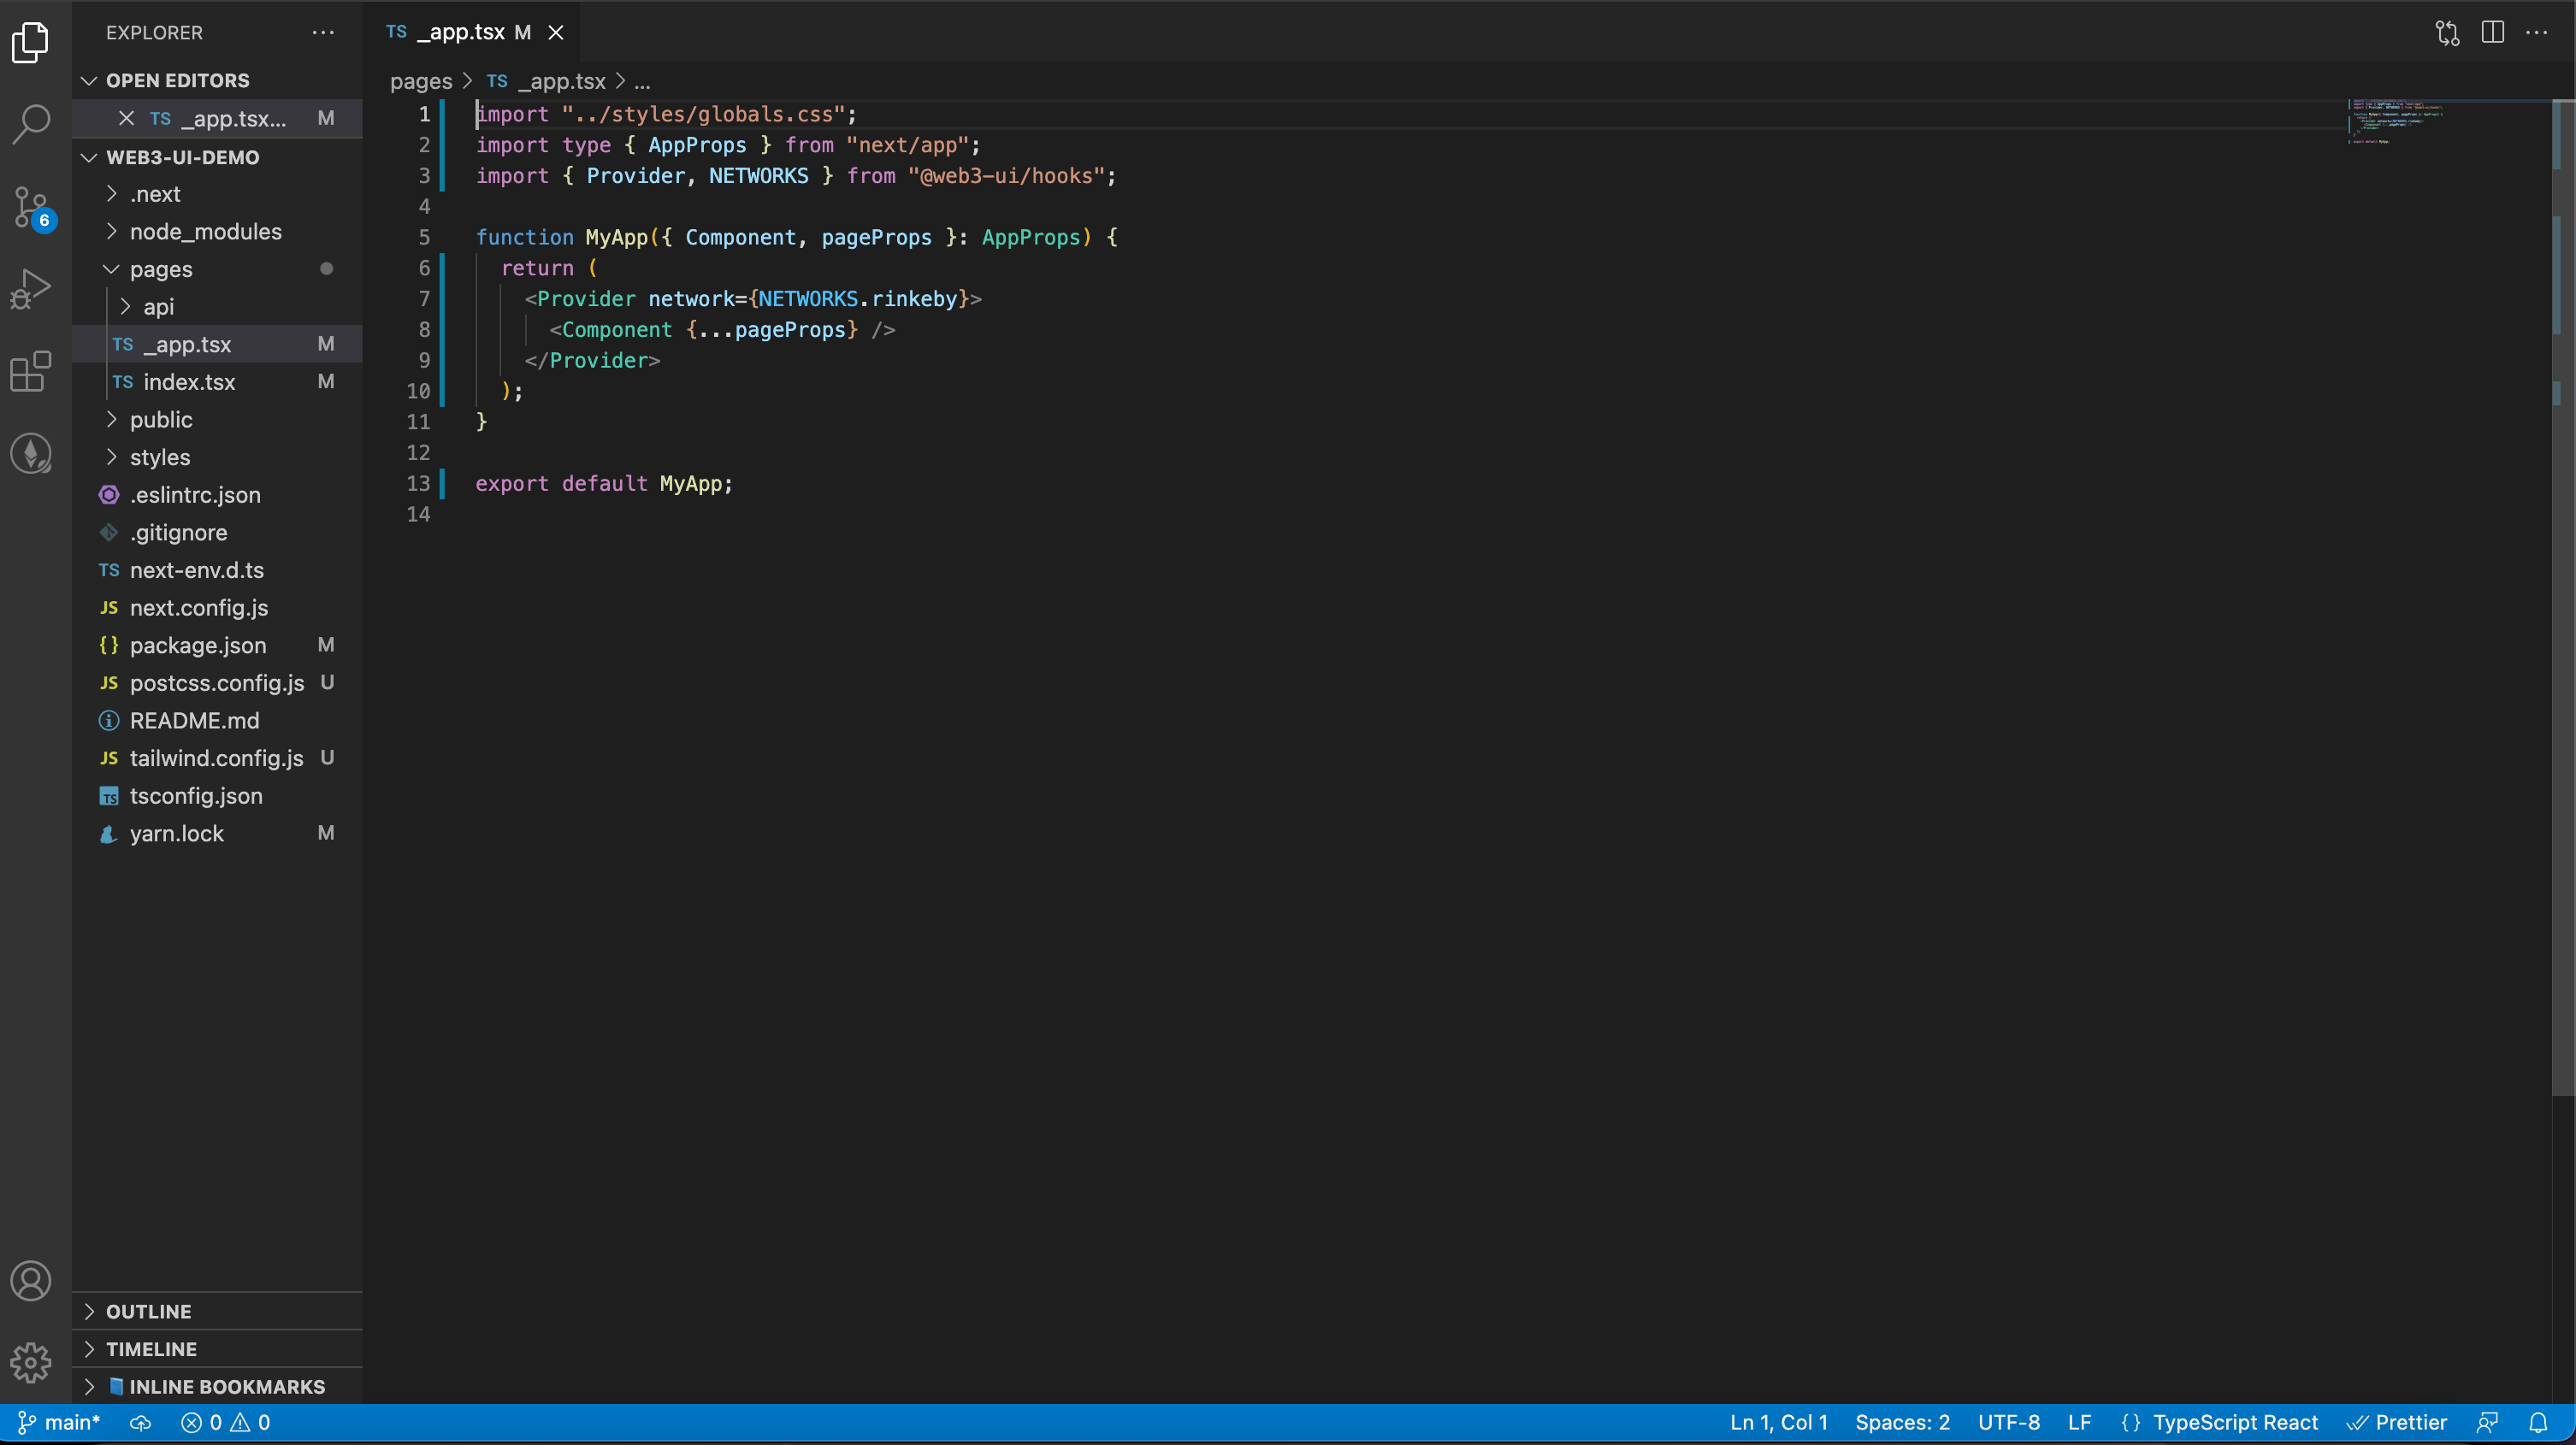 EXPLORER
OPEN EDITORS
TS _app.tsx... M
WEB3-UI-DEMO
.next
node_modules
pages
api
TS _app.tsx M
TS index.tsx M
public
styles
.eslintrc.json
.gitignore
TS next-env.d.ts
JS next.config.js
{} package.json M
JS postcss.config.js U
README.md
JS tailwind.config.js U
TS tsconfig.json
yarn.lock M
OUTLINE
TIMELINE
INLINE BOOKMARKS
6
TS _app.tsx M
pages > TS _app.tsx > ...
1 import "../styles/globals.css";
2 import type { AppProps } from "next/app";
3 import { Provider, NETWORKS } from "@web3-ui/hooks";
4
5 function MyApp({ Component, pageProps }: AppProps) {
6 return (
7 <Provider network={NETWORKS.rinkeby}>
8 <Component {...pageProps} />
9 </Provider>
10 );
11 }
12
13 export default MyApp;
14
main* 0 0 Ln 1, Col 1 Spaces: 2 UTF-8 LF {} TypeScript React Prettier